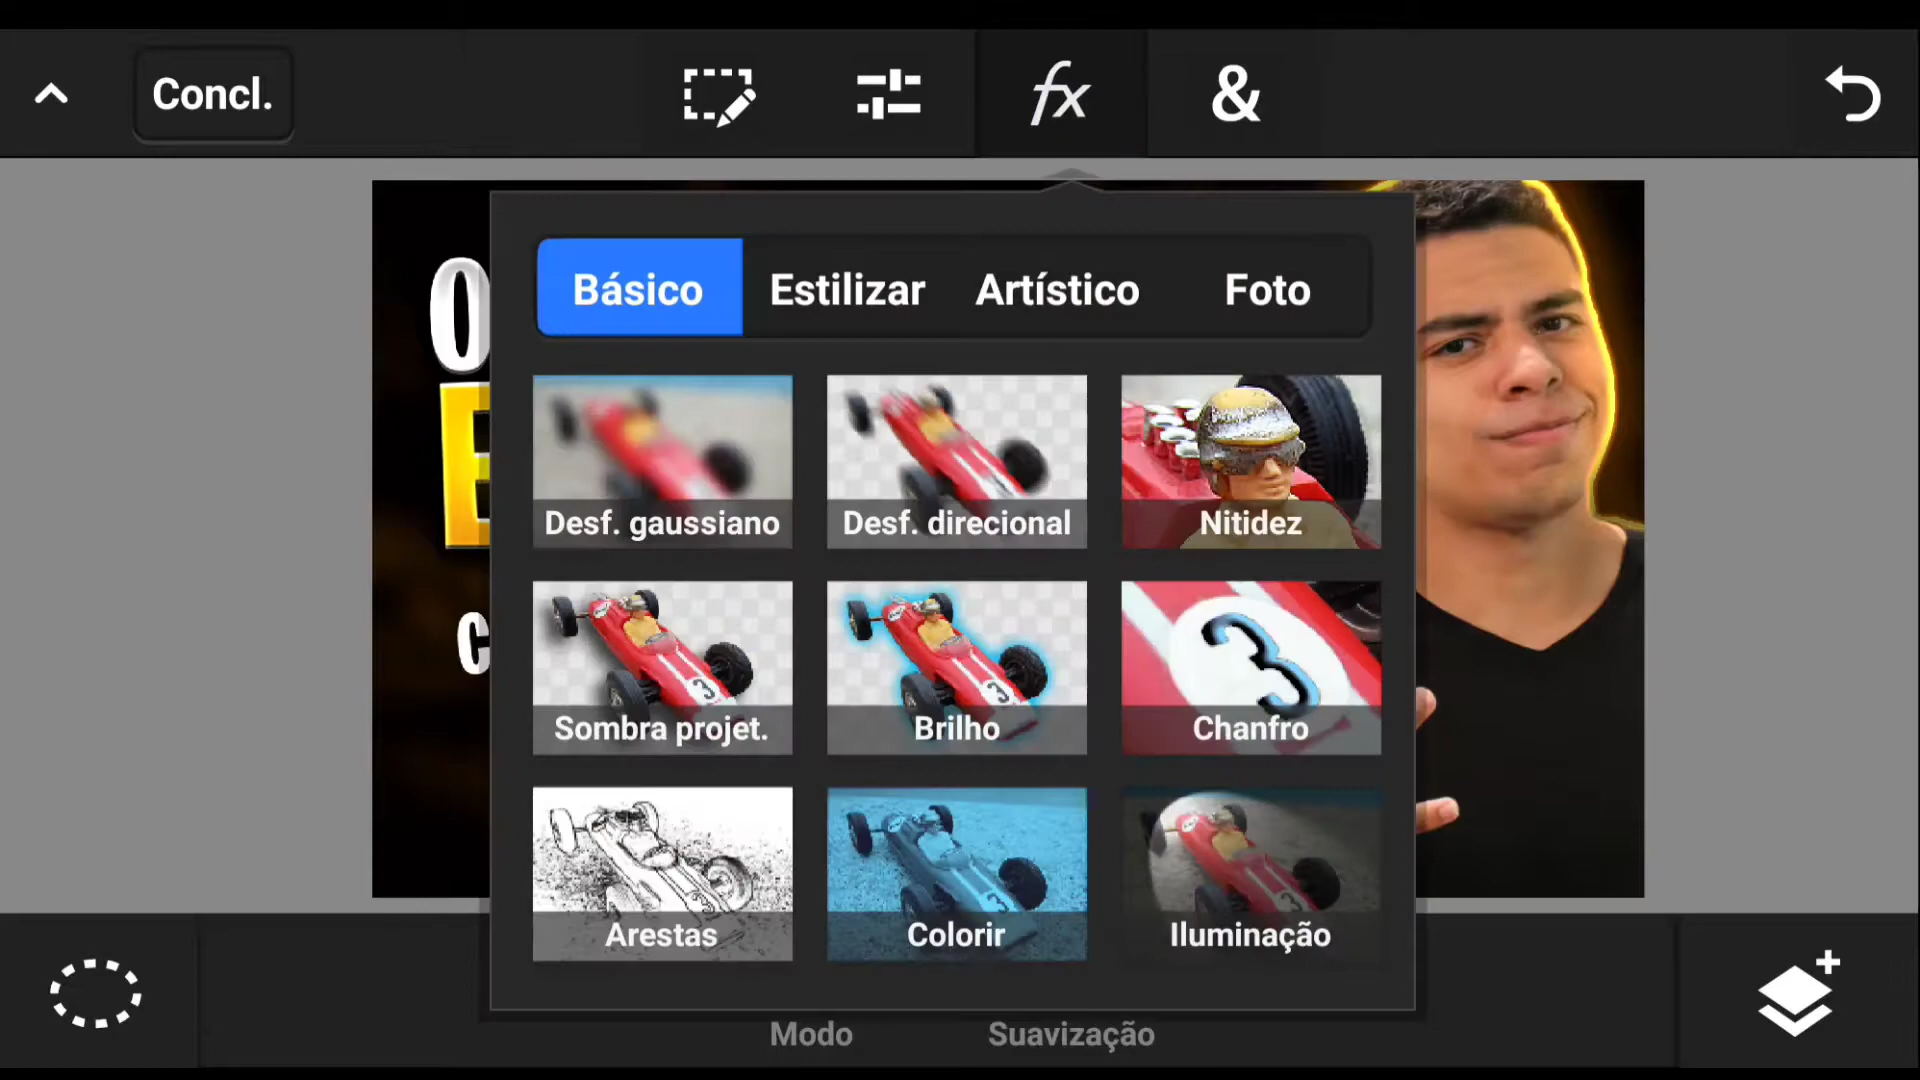 Concl.
fx
&
Básico
Estilizar
Artístico
Foto
Desf. gaussiano
Desf. direcional
Nitidez
Sombra projet.
Brilho
Chanfro
Arestas
Colorir
Iluminação
Modo
Suavização